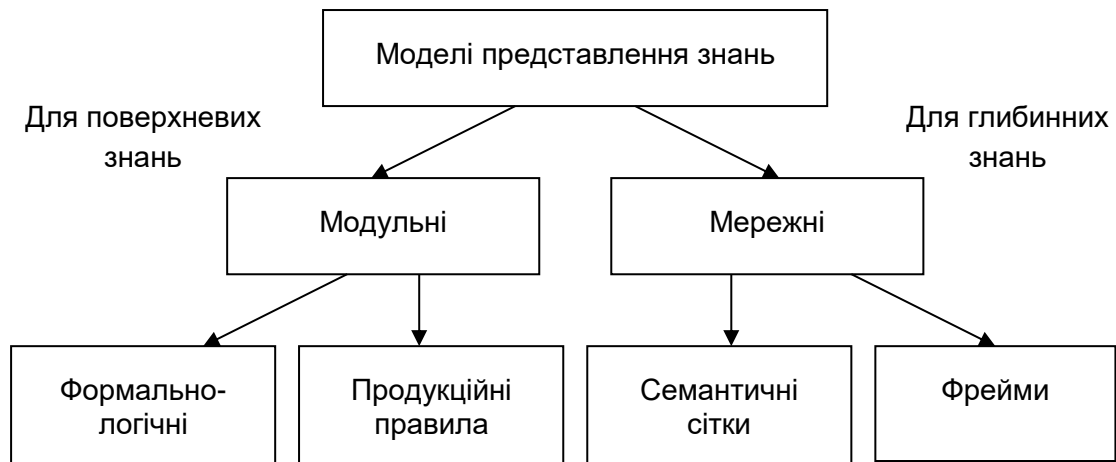 Моделі представлення знань
Для поверхневих
знань
Для глибинних
знань
Модульні
Мережні
Формально-
логічні
Продукційні
правила
Семантичні
сітки
Фрейми